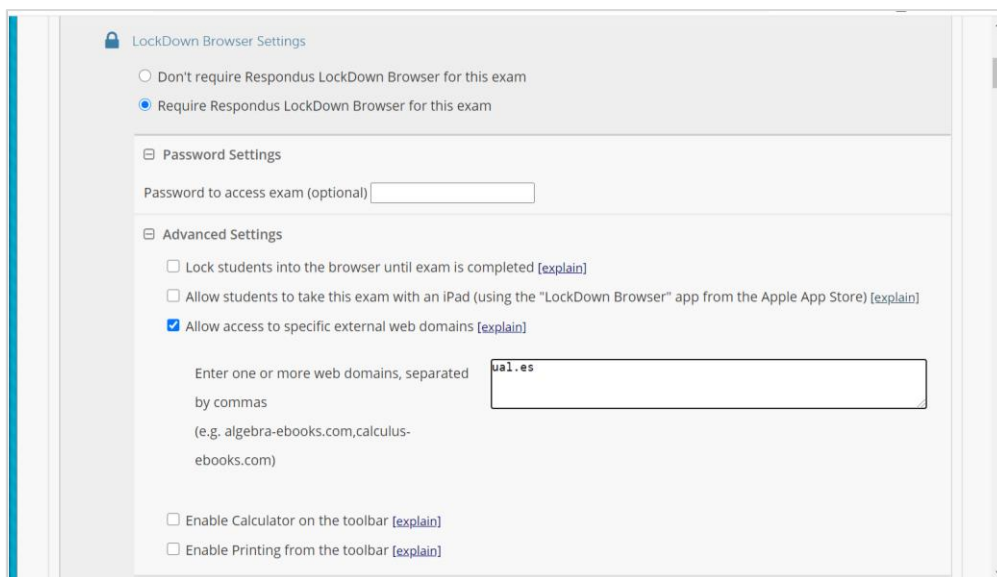 LockDown Browser Settings
Don't require Respondus LockDown Browser for this exam
Require Respondus LockDown Browser for this exam
Password Settings
Password to access exam (optional)
Advanced Settings
Lock students into the browser until exam is completed [explain]
Allow students to take this exam with an iPad (using the "LockDown Browser" app from the Apple App Store) [explain]
Allow access to specific external web domains [explain]
Enter one or more web domains, separated
by commas
(e.g. algebra-ebooks.com,calculus-
ebooks.com)
ual.es
Enable Calculator on the toolbar [explain]
Enable Printing from the toolbar [explain]